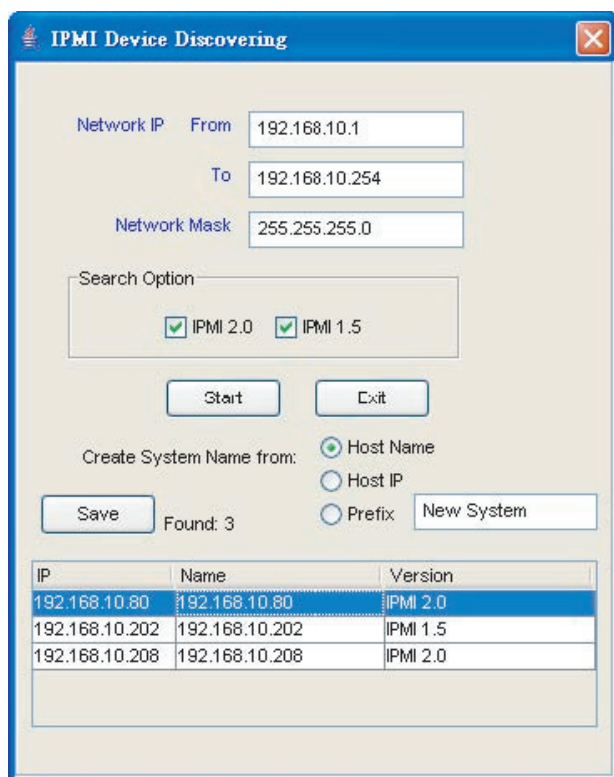 IPMI Device Discovering
Network IP From 192.168.10.1
To 192.168.10.254
Network Mask 255.255.255.0
Search Option
IPMI 2.0 IPMI 1.5
Start Exit
Create System Name from: Host Name
Host IP
Prefix New System
Save Found: 3
IP Name Version
192.168.10.80 192.168.10.80 IPMI 2.0
192.168.10.202 192.168.10.202 IPMI 1.5
192.168.10.208 192.168.10.208 IPMI 2.0